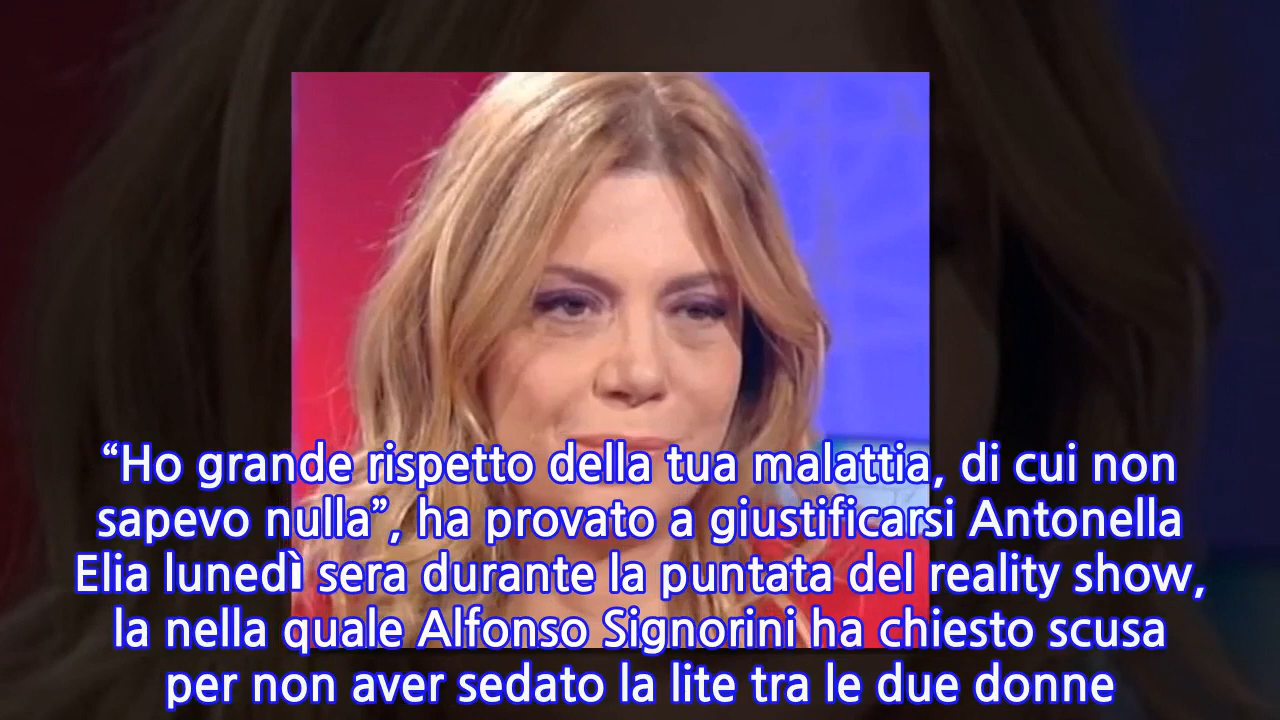 “Ho grande rispetto della tua malattia, di cui non
sapevo nulla”, ha provato a giustificarsi Antonella
Elia lunedì sera durante la puntata del reality show,
la nella quale Alfonso Signorini ha chiesto scusa
per non aver sedato la lite tra le due donne